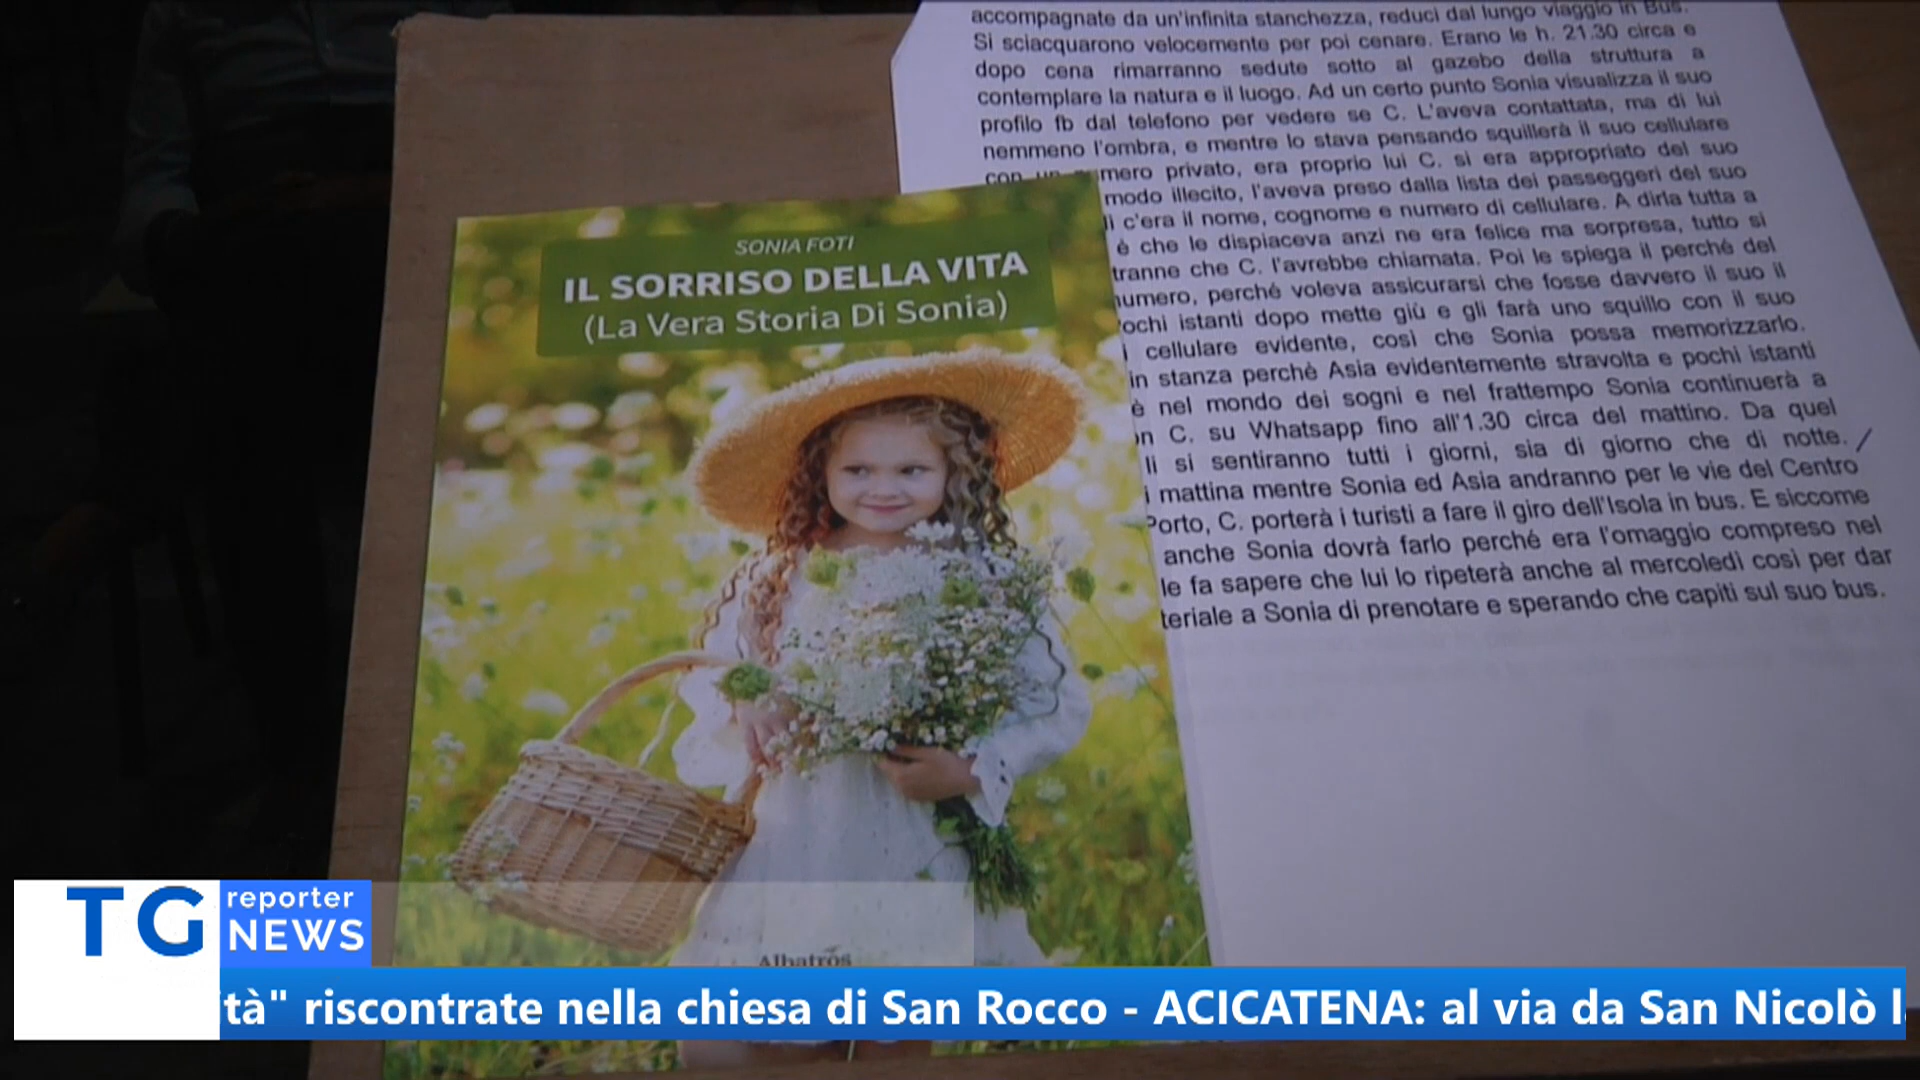 accompagnate da un'infinita stanchezza, reduci dal lungo viaggio in Bus.
Si sciacquarono velocemente per poi cenare. Erano le h. 21.30 circa e
dopo cena rimarranno sedute sotto al gazebo della struttura a
contemplare la natura e il luogo. Ad un certo punto Sonia visualizza il suo
profilo fb dal telefono per vedere se C. L'aveva contattata, ma di lui
nemmeno l'ombra, e mentre lo stava pensando squillerà il suo cellulare
con un numero privato, era proprio lui C. si era appropriato del suo
modo illecito, l'aveva preso dalla lista dei passeggeri del suo
lì c'era il nome, cognome e numero di cellulare. A dirla tutta a
è che le dispiaceva anzi ne era felice ma sorpresa, tutto si
tranne che C. l'avrebbe chiamata. Poi le spiega il perché del
numero, perché voleva assicurarsi che fosse davvero il suo il
ochi istanti dopo mette giù e gli farà uno squillo con il suo
cellulare evidente, così che Sonia possa memorizzarlo.
in stanza perchè Asia evidentemente stravolta e pochi istanti
è nel mondo dei sogni e nel frattempo Sonia continuerà a
on C. su Whatsapp fino all'1.30 circa del mattino. Da quel
lì si sentiranno tutti i giorni, sia di giorno che di notte.
mattina mentre Sonia ed Asia andranno per le vie del Centro
Porto, C. porterà i turisti a fare il giro dell'Isola in bus. E siccome
anche Sonia dovrà farlo perché era l'omaggio compreso nel
le fa sapere che lui lo ripeterà anche al mercoledì così per dar
teriale a Sonia di prenotare e sperando che capiti sul suo bus.
SONIA FOTI
IL SORRISO DELLA VITA
(La Vera Storia Di Sonia)
Albatros
TG reporter
NEWS
ità" riscontrate nella chiesa di San Rocco - ACICATENA: al via da San Nicolò l